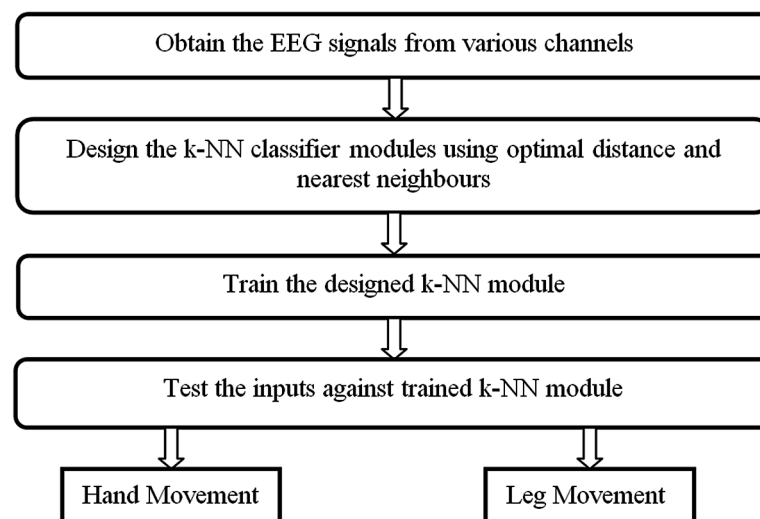 Obtain the EEG signals from various channels
Design the k-NN classifier modules using optimal distance and
nearest neighbours
Train the designed k-NN module
Test the inputs against trained k-NN module
Hand Movement
Leg Movement